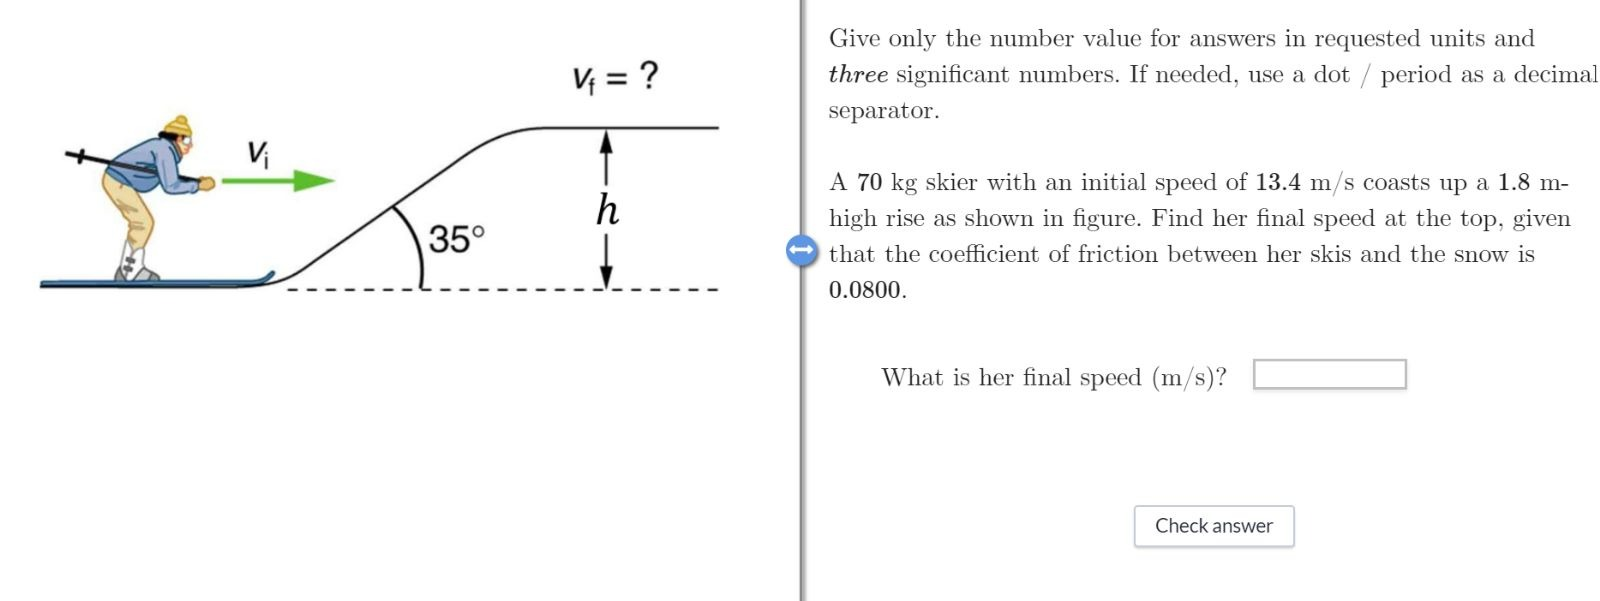 v_f = ?
v_i
h
35°
Give only the number value for answers in requested units and
three significant numbers. If needed, use a dot / period as a decimal
separator.
A 70 kg skier with an initial speed of 13.4 m/s coasts up a 1.8 m-
high rise as shown in figure. Find her final speed at the top, given
that the coefficient of friction between her skis and the snow is
0.0800.
What is her final speed (m/s)?
Check answer